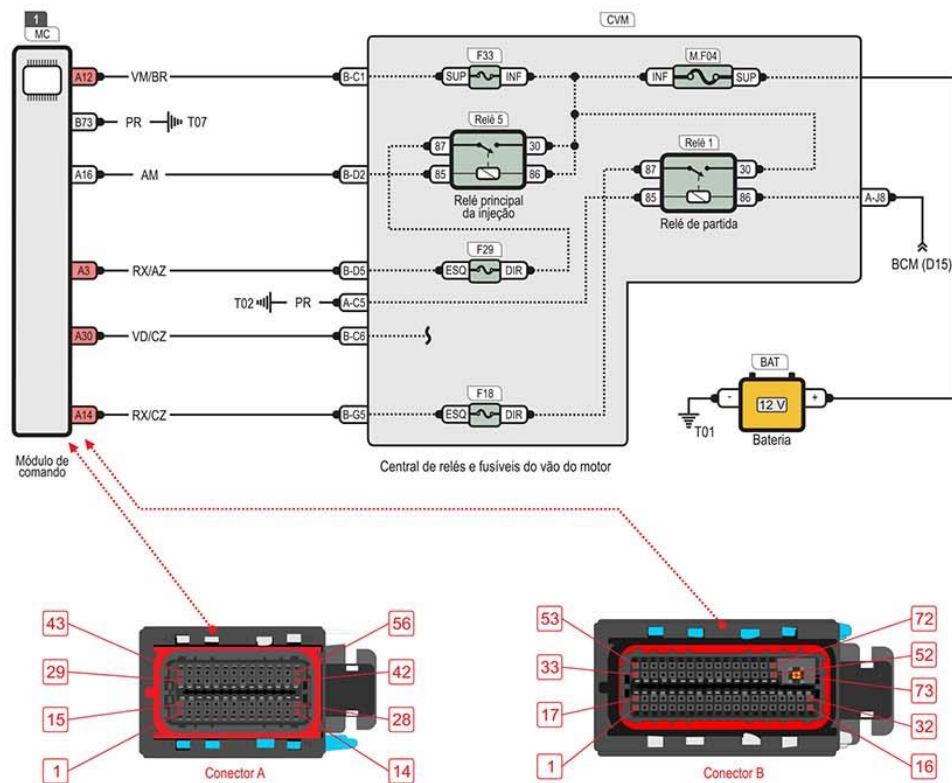 1
MC
CVM
F33
M.F04
A12
VM/BR
B-C1
SUP
INF
INF
SUP
B73
PR
T07
Relé 5
Relé 1
87
30
87
30
A16
AM
B-D2
85
86
85
86
A-J8
Relé principal
da injeção
Relé de partida
BCM (D15)
F29
A3
RX/AZ
B-D5
ESQ
DIR
T02
PR
A-C5
A30
VD/CZ
B-C6
BAT
-
+
12 V
T01
Bateria
F18
A14
RX/CZ
B-G5
ESQ
DIR
Módulo de
comando
Central de relés e fusíveis do vão do motor
43
56
29
42
15
28
1
14
Conector A
53
72
33
52
17
73
32
1
16
Conector B